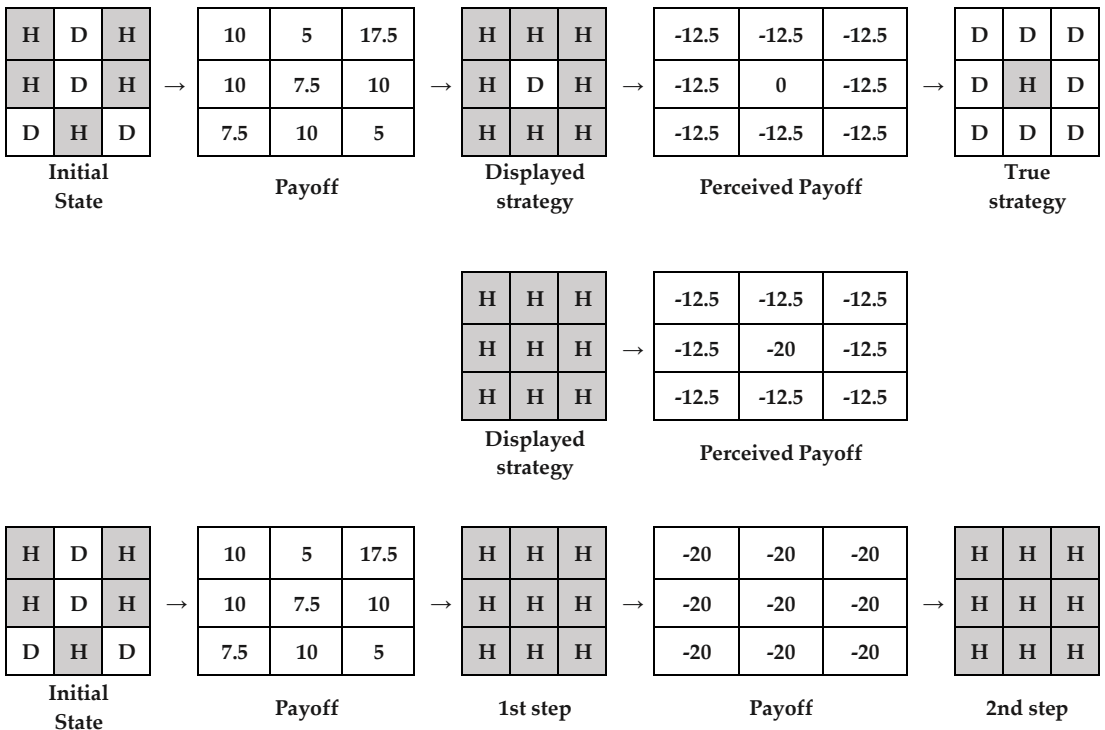 H D H 10 5 17.5 H H H -12.5 -12.5 -12.5 D D D
H D H → 10 7.5 10 → H D H → -12.5 0 -12.5 → D H D
D H D 7.5 10 5 H H H -12.5 -12.5 -12.5 D D D
Initial State Payoff Displayed strategy Perceived Payoff True strategy
H H H -12.5 -12.5 -12.5
H H H → -12.5 -20 -12.5
H H H -12.5 -12.5 -12.5
Displayed strategy Perceived Payoff
H D H 10 5 17.5 H H H -20 -20 -20 H H H
H D H → 10 7.5 10 → H H H → -20 -20 -20 → H H H
D H D 7.5 10 5 H H H -20 -20 -20 H H H
Initial State Payoff 1st step Payoff 2nd step